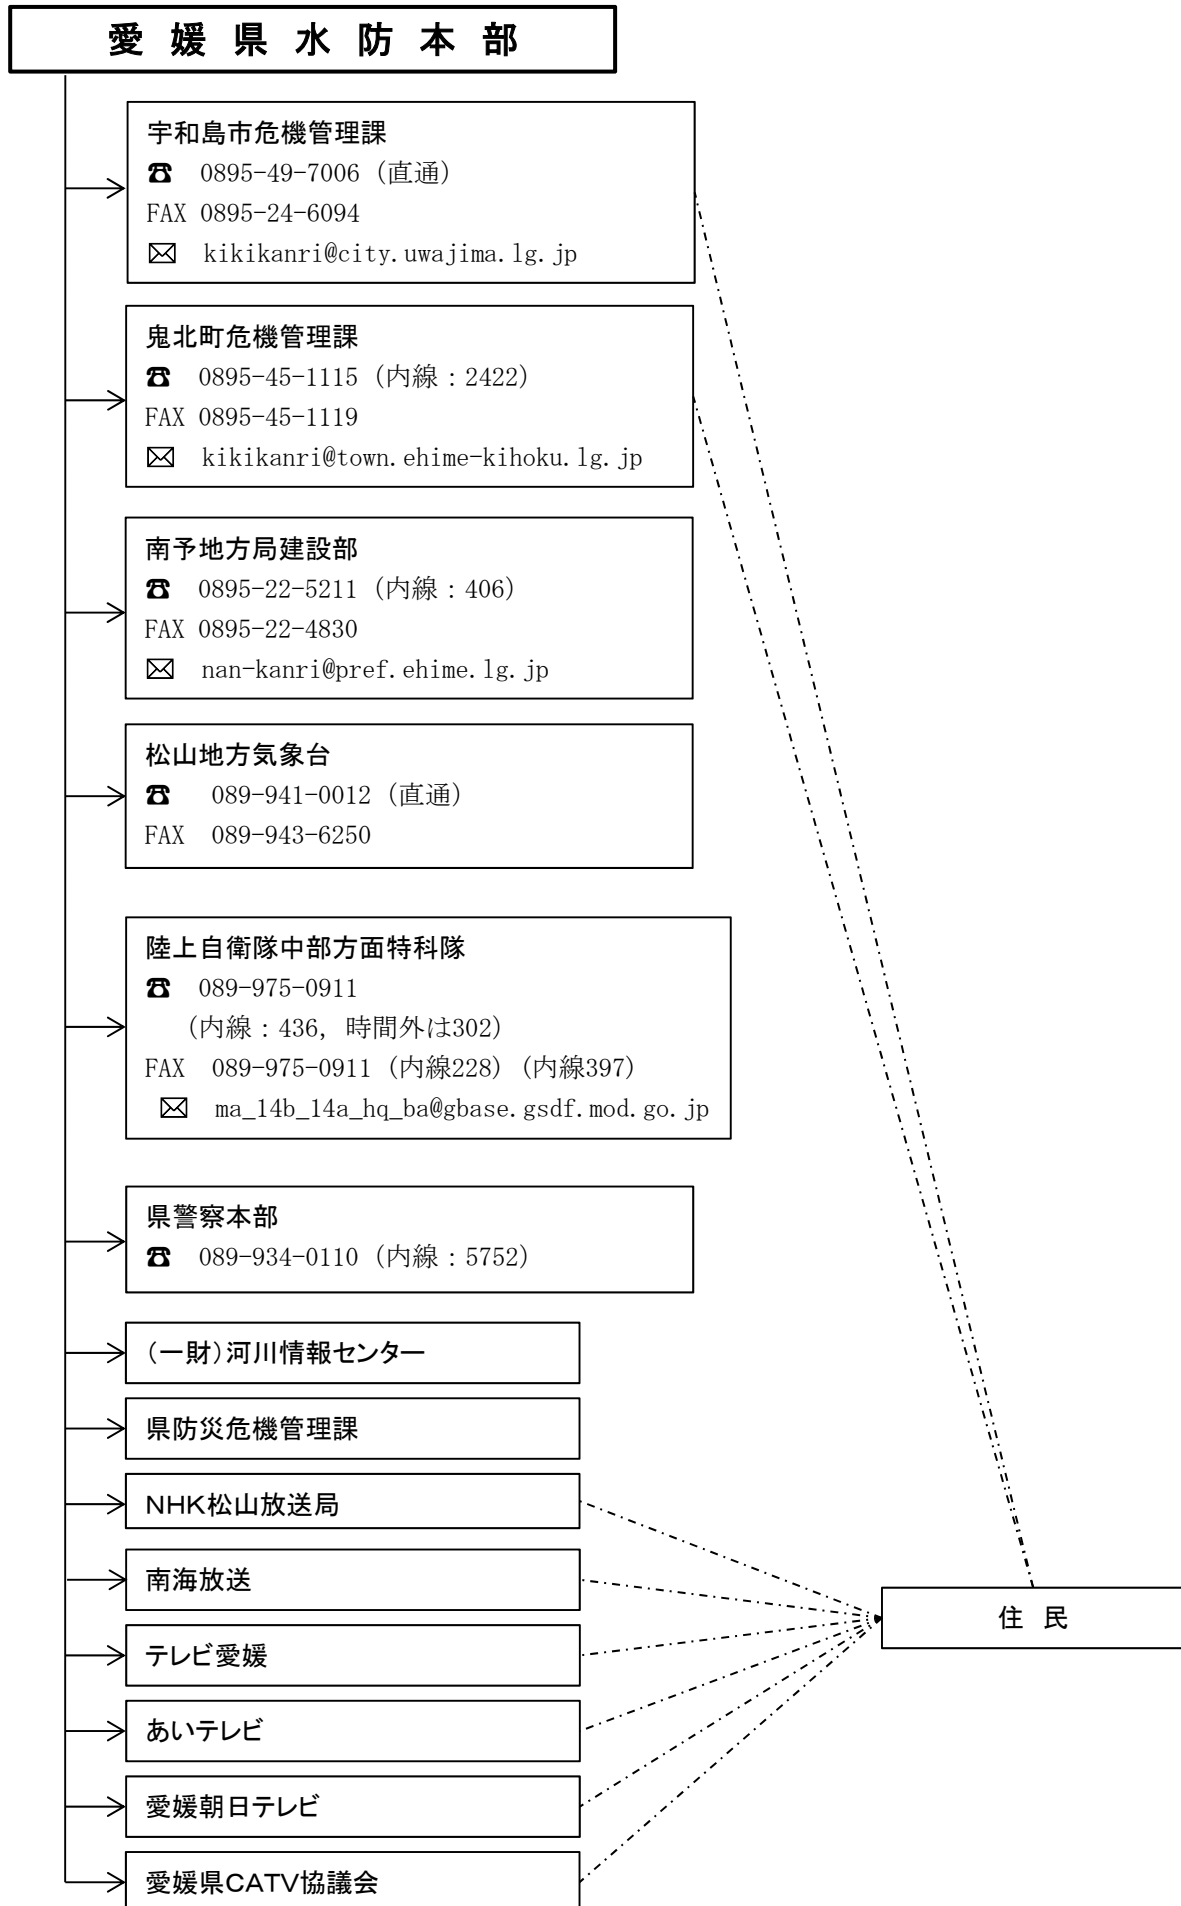 愛媛県水防本部
宇和島市危機管理課
☎ 0895-49-7006（直通）
FAX 0895-24-6094
✉ kikikanri@city.uwajima.lg.jp
鬼北町危機管理課
☎ 0895-45-1115（内線：2422）
FAX 0895-45-1119
✉ kikikanri@town.ehime-kihoku.lg.jp
南予地方局建設部
☎ 0895-22-5211（内線：406）
FAX 0895-22-4830
✉ nan-kanri@pref.ehime.lg.jp
松山地方気象台
☎ 089-941-0012（直通）
FAX 089-943-6250
陸上自衛隊中部方面特科隊
☎ 089-975-0911
（内線：436，時間外は302）
FAX 089-975-0911（内線228）（内線397）
✉ ma_14b_14a_hq_ba@gbase.gsdf.mod.go.jp
県警察本部
☎ 089-934-0110（内線：5752）
（一財）河川情報センター
県防災危機管理課
NHK松山放送局
南海放送
テレビ愛媛
あいテレビ
愛媛朝日テレビ
愛媛県CATV協議会
住民